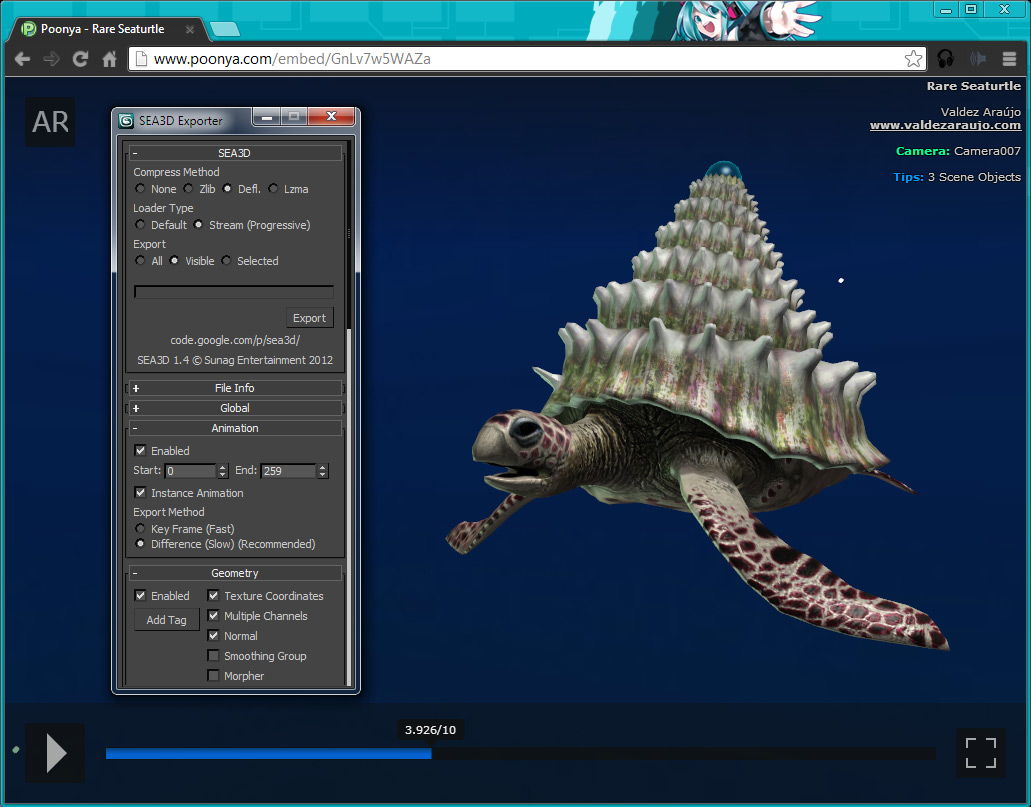 Poonya - Rare Seaturtle
www.poonya.com/embed/GnLv7w5WAZa
AR
Rare Seaturtle
Valdez Araújo
www.valdezaraujo.com
Camera: Camera007
Tips: 3 Scene Objects
SEA3D Exporter
SEA3D
Compress Method
None Zlib Defl. Lzma
Loader Type
Default Stream (Progressive)
Export
All Visible Selected
Export
code.google.com/p/sea3d/
SEA3D 1.4 © Sunag Entertainment 2012
+ File Info
+ Global
- Animation
Enabled
Start: 0 End: 259
Instance Animation
Export Method
Key Frame (Fast)
Difference (Slow) (Recommended)
- Geometry
Enabled Texture Coordinates
Add Tag Multiple Channels
Normal
Smoothing Group
Morpher
3.926/10